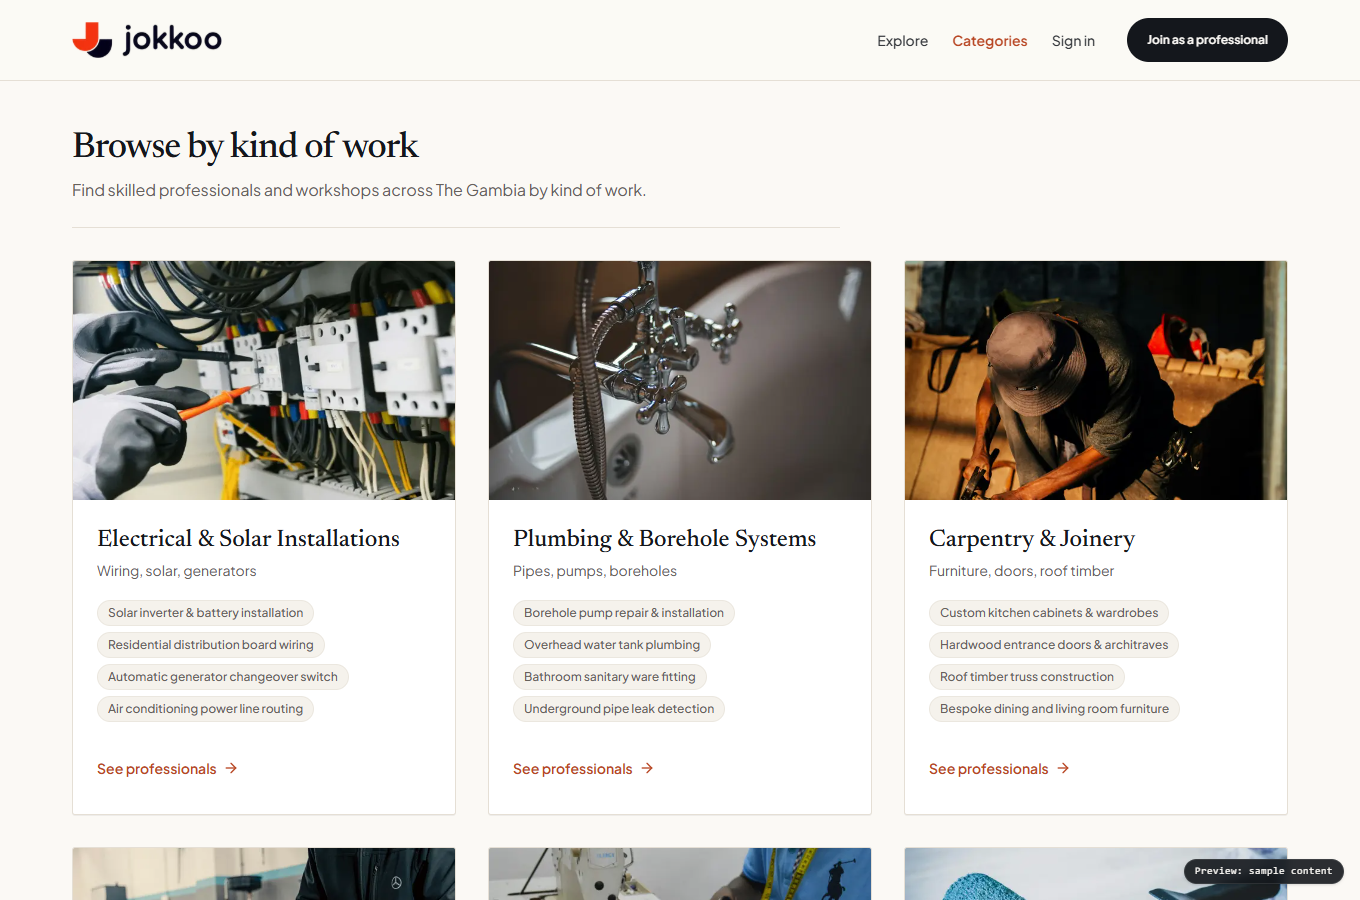 jokkoo
Explore
Categories
Sign in
Join as a professional
Browse by kind of work
Find skilled professionals and workshops across The Gambia by kind of work.
Electrical & Solar Installations
Wiring, solar, generators
Solar inverter & battery installation
Residential distribution board wiring
Automatic generator changeover switch
Air conditioning power line routing
See professionals →
Plumbing & Borehole Systems
Pipes, pumps, boreholes
Borehole pump repair & installation
Overhead water tank plumbing
Bathroom sanitary ware fitting
Underground pipe leak detection
See professionals →
Carpentry & Joinery
Furniture, doors, roof timber
Custom kitchen cabinets & wardrobes
Hardwood entrance doors & architraves
Roof timber truss construction
Bespoke dining and living room furniture
See professionals →
Preview: sample content